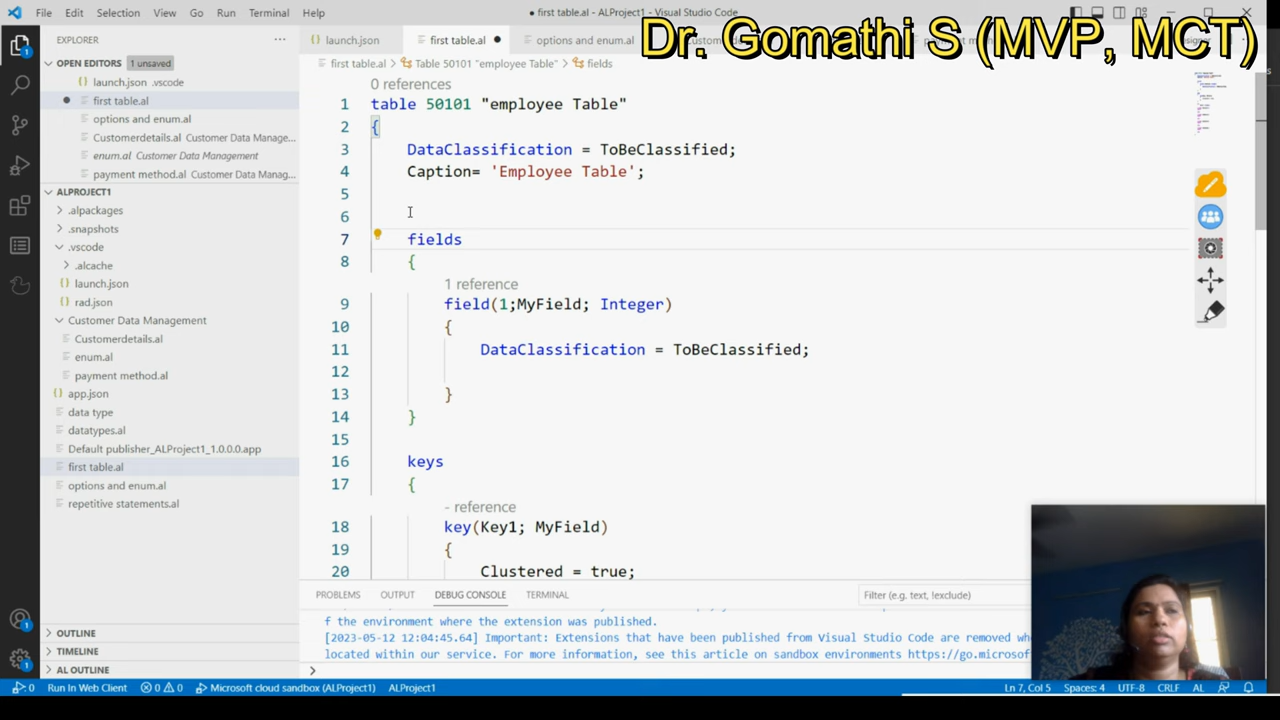 File Edit Selection View Go Run Terminal Help
● first table.al - ALProject1 - Visual Studio Code
Dr. Gomathi S (MVP, MCT)
EXPLORER
OPEN EDITORS 1 unsaved
launch.json .vscode
first table.al
options and enum.al
Customerdetails.al Customer Data Manage...
enum.al Customer Data Management
payment method.al Customer Data Manag...
ALPROJECT1
.alpackages
.snapshots
.vscode
.alcache
launch.json
rad.json
Customer Data Management
Customerdetails.al
enum.al
payment method.al
app.json
data type
datatypes.al
Default publisher_ALProject1_1.0.0.0.app
first table.al
options and enum.al
repetitive statements.al
OUTLINE
TIMELINE
AL OUTLINE
launch.json
first table.al ●
options and enum.al
first table.al > Table 50101 "employee Table" > fields
0 references
1 table 50101 "employee Table"
2 {
3 DataClassification = ToBeClassified;
4 Caption= 'Employee Table';
5
6
7 fields
8 {
1 reference
9 field(1;MyField; Integer)
10 {
11 DataClassification = ToBeClassified;
12
13 }
14 }
15
16 keys
17 {
- reference
18 key(Key1; MyField)
19 {
20 Clustered = true;
PROBLEMS OUTPUT DEBUG CONSOLE TERMINAL
Filter (e.g. text, !exclude)
f the environment where the extension was published.
[2023-05-12 12:04:45.64] Important: Extensions that have been published from Visual Studio Code are removed
located within our service. For more information, see this article on sandbox environments https://go.microsof
0 Run In Web Client 0 0 Microsoft cloud sandbox (ALProject1) ALProject1
Ln 7, Col 5 Spaces: 4 UTF-8 CRLF AL